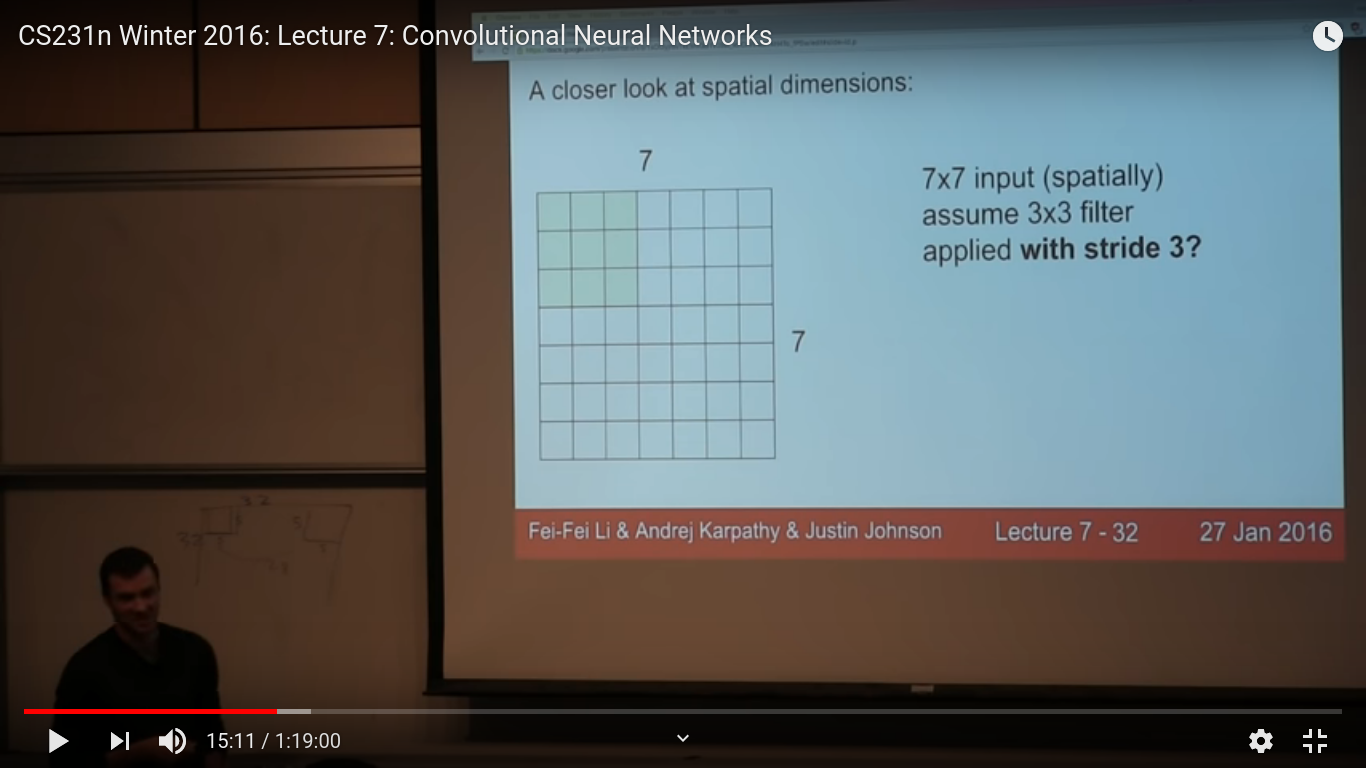 CS231n Winter 2016: Lecture 7: Convolutional Neural Networks
A closer look at spatial dimensions:
7
7x7 input (spatially)
assume 3x3 filter
applied with stride 3?
7
32
32
Fei-Fei Li & Andrej Karpathy & Justin Johnson
Lecture 7 - 32
27 Jan 2016
15:11 / 1:19:00